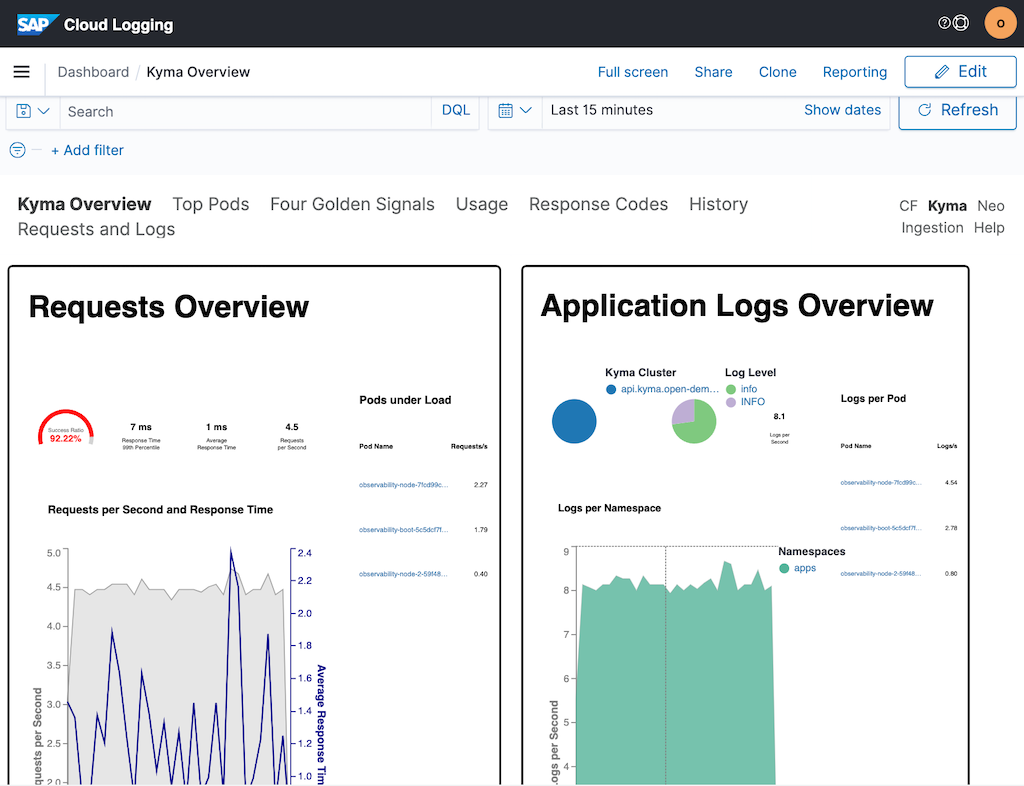 SAP Cloud Logging
O
Dashboard / Kyma Overview
Full screen
Share
Clone
Reporting
Edit
Search
DQL
Last 15 minutes
Show dates
Refresh
+ Add filter
Kyma Overview
Top Pods
Four Golden Signals
Usage
Response Codes
History
Requests and Logs
CF Kyma Neo
Ingestion Help
Requests Overview
Success Ratio
92.22%
7 ms
Response Time
99th Percentile
1 ms
Average
Response Time
4.5
Requests
per Second
Pods under Load
Pod Name Requests/s
observability-node-7fcd99c... 2.27
observability-boot-5c5dcf7f... 1.79
observability-node-2-59f48... 0.40
Requests per Second and Response Time
5.0
4.5
4.0
3.5
3.0
2.5
2.0
quests per Second
2.4
2.2
2.0
1.8
1.6
1.4
1.2
1.0
Average Response Tim
Application Logs Overview
Kyma Cluster
api.kyma.open-dem...
Log Level
info
INFO
8.1
Logs per
Second
Logs per Pod
Pod Name Logs/s
observability-node-7fcd99c... 4.54
observability-boot-5c5dcf7f... 2.78
observability-node-2-59f48... 0.80
Logs per Namespace
9
8
7
6
5
4
Logs per Second
Namespaces
apps